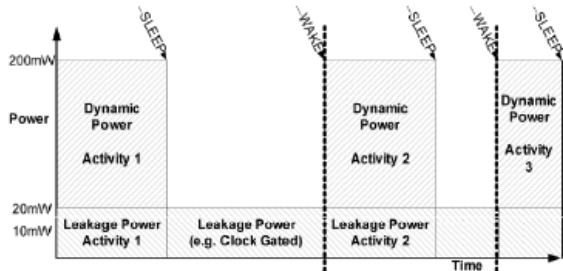 --SLEEP
--WAKE
--SLEEP
--WAKE
--SLEEP
200mW
Power
20mW
10mW
Dynamic
Power
Activity 1
Dynamic
Power
Activity 2
Dynamic
Power
Activity
3
Leakage Power
Activity 1
Leakage Power
(e.g. Clock Gated)
Leakage Power
Activity 2
Time